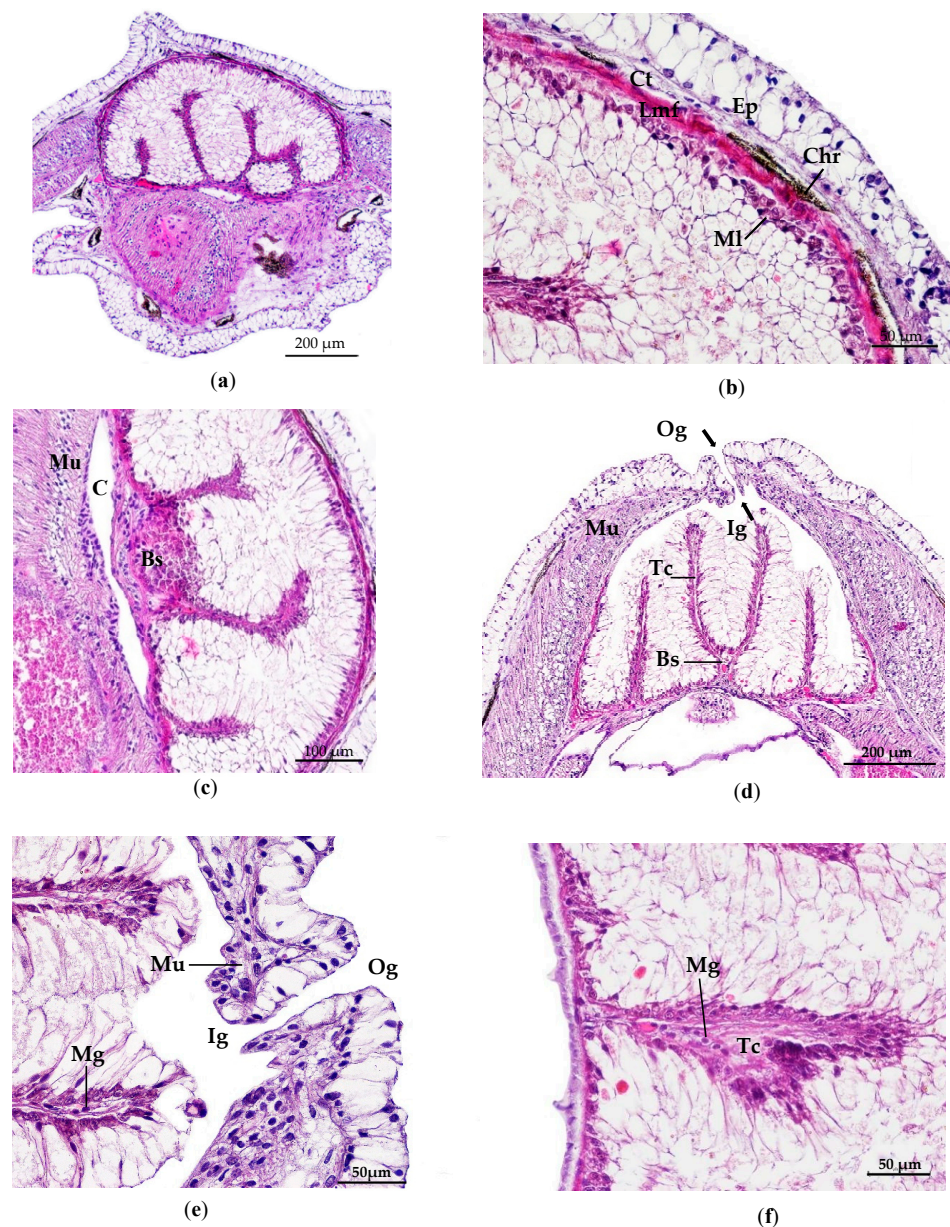 200 μm
(a)
Ct
Lmf
Ep
Chr
Ml
50 μm
(b)
Mu
C
Bs
100 μm
(c)
Og
Mu
Ig
Tc
Bs
200 μm
(d)
Mu
Og
Ig
Mg
50μm
(e)
Mg
Tc
50 μm
(f)